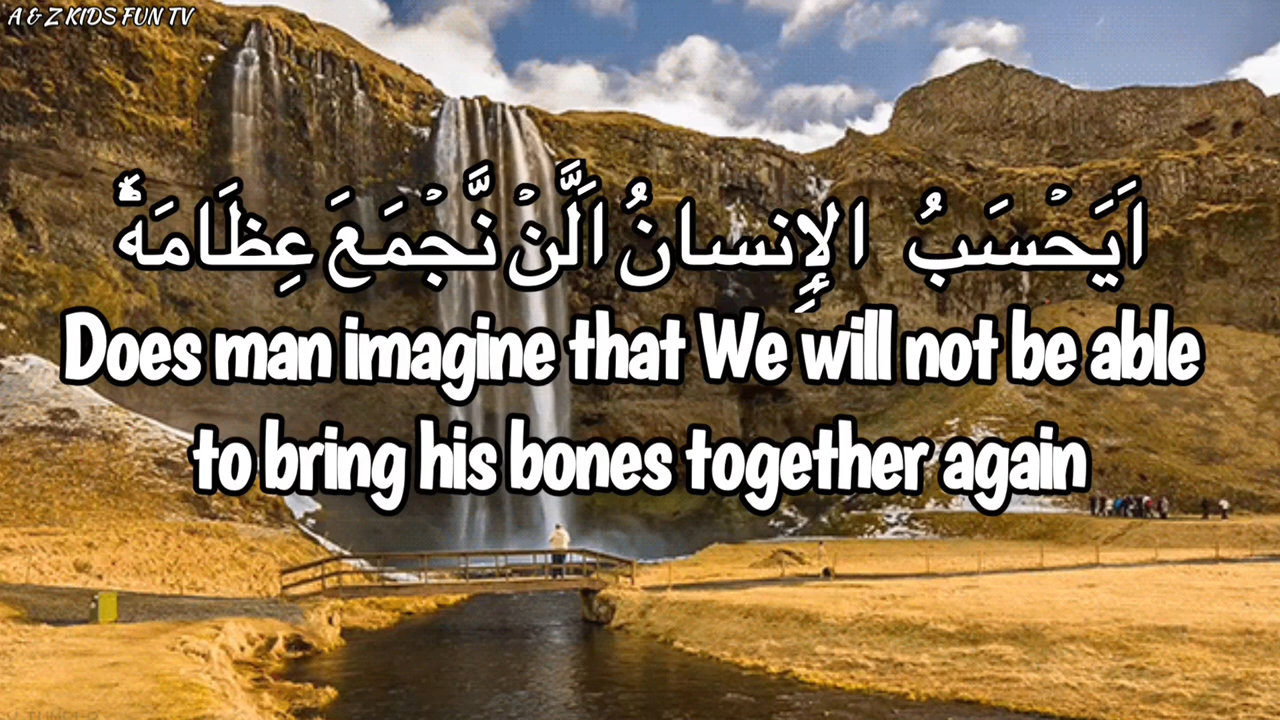 A & Z KIDS FUN TV
اَيَحۡسَبُ الإِنسانُ اَلَّنۡ نَّجۡمَعَ عِظَامَهٗؕ
Does man imagine that We will not be able
to bring his bones together again